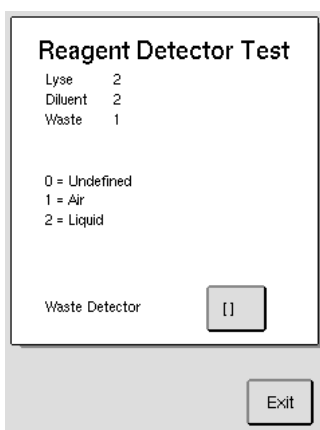 Reagent Detector Test
Lyse 2
Diluent 2
Waste 1
0 = Undefined
1 = Air
2 = Liquid
Waste Detector []
Exit